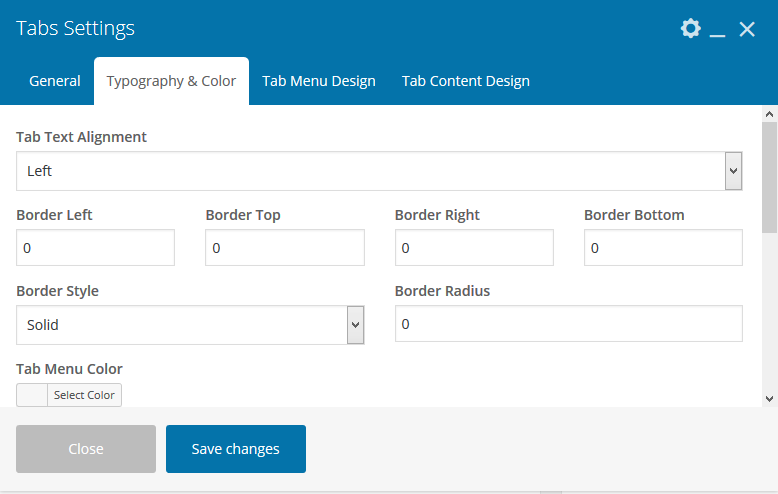 Tabs Settings
General Typography & Color Tab Menu Design Tab Content Design
Tab Text Alignment
Left
Border Left Border Top Border Right Border Bottom
0 0 0 0
Border Style Border Radius
Solid 0
Tab Menu Color
Select Color
Close Save changes